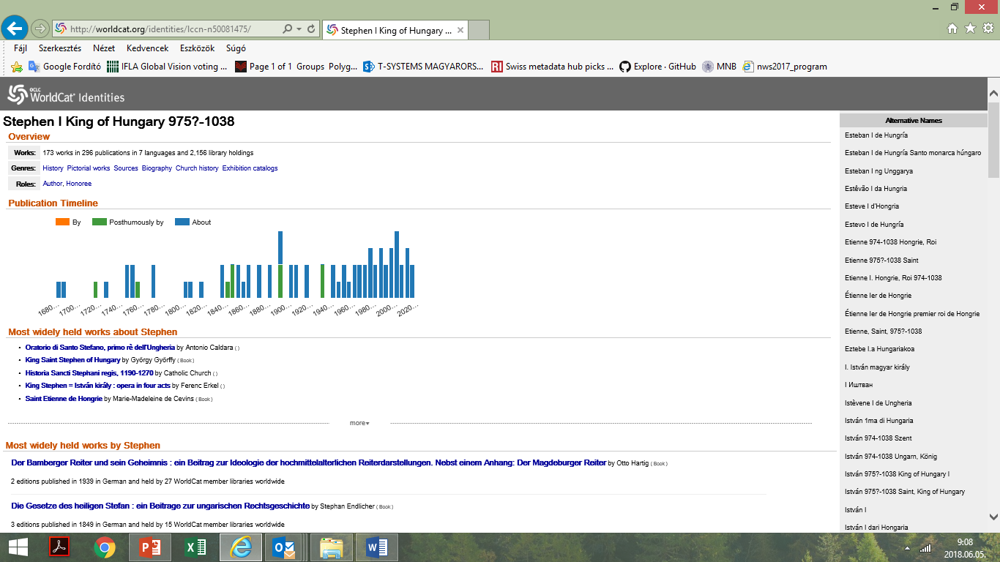 http://worldcat.org/identities/lccn-n50081475/
Stephen I King of Hungary ...
Fájl Szerkesztés Nézet Kedvencek Eszközök Súgó
Google Fordító IFLA Global Vision voting ... Page 1 of 1 Groups Polyg... T-SYSTEMS MAGYARORS... Swiss metadata hub picks ... Explore · GitHub MNB nws2017_program
OCLC
WorldCat® Identities
Stephen I King of Hungary 975?-1038
Overview
Works: 173 works in 296 publications in 7 languages and 2,156 library holdings
Genres: History Pictorial works Sources Biography Church history Exhibition catalogs
Roles: Author, Honoree
Publication Timeline
By Posthumously by About
1680... 1700... 1720... 1740... 1760... 1780... 1800... 1820... 1840... 1860... 1880... 1900... 1920... 1940... 1960... 1980... 2000... 2020...
Most widely held works about Stephen
• Oratorio di Santo Stefano, primo rè dell'Ungheria by Antonio Caldara ( )
• King Saint Stephen of Hungary by György Györffy ( Book )
• Historia Sancti Stephani regis, 1190-1270 by Catholic Church ( )
• King Stephen = István király : opera in four acts by Ferenc Erkel ( )
• Saint Etienne de Hongrie by Marie-Madeleine de Cevins ( Book )
more
Most widely held works by Stephen
Der Bamberger Reiter und sein Geheimnis : ein Beitrag zur Ideologie der hochmittelalterlichen Reiterdarstellungen. Nebst einem Anhang: Der Magdeburger Reiter by Otto Hartig ( Book )
2 editions published in 1939 in German and held by 27 WorldCat member libraries worldwide
Die Gesetze des heiligen Stefan : ein Beitrage zur ungarischen Rechtsgeschichte by Stephan Endlicher ( Book )
3 editions published in 1849 in German and held by 15 WorldCat member libraries worldwide
Alternative Names
Esteban I de Hungría
Esteban I de Hungría Santo monarca húngaro
Esteban I ng Unggarya
Estêvão I da Hungria
Esteve I d'Hongria
Estevo I de Hungría
Etienne 974-1038 Hongrie, Roi
Etienne 975?-1038 Saint
Etienne I. Hongrie, Roi 974-1038
Étienne Ier de Hongrie
Étienne Ier de Hongrie premier roi de Hongrie
Etienne, Saint, 975?-1038
Eztebe I.a Hungariakoa
I. István magyar király
I Иштван
Istèvene I de Ungheria
István 1ma di Hungaria
István 974-1038 Szent
István 974-1038 Ungarn, König
István 975?-1038 King of Hungary I
István 975?-1038 Saint, King of Hungary
István I
István I dari Hongaria
9:08
2018.06.05.